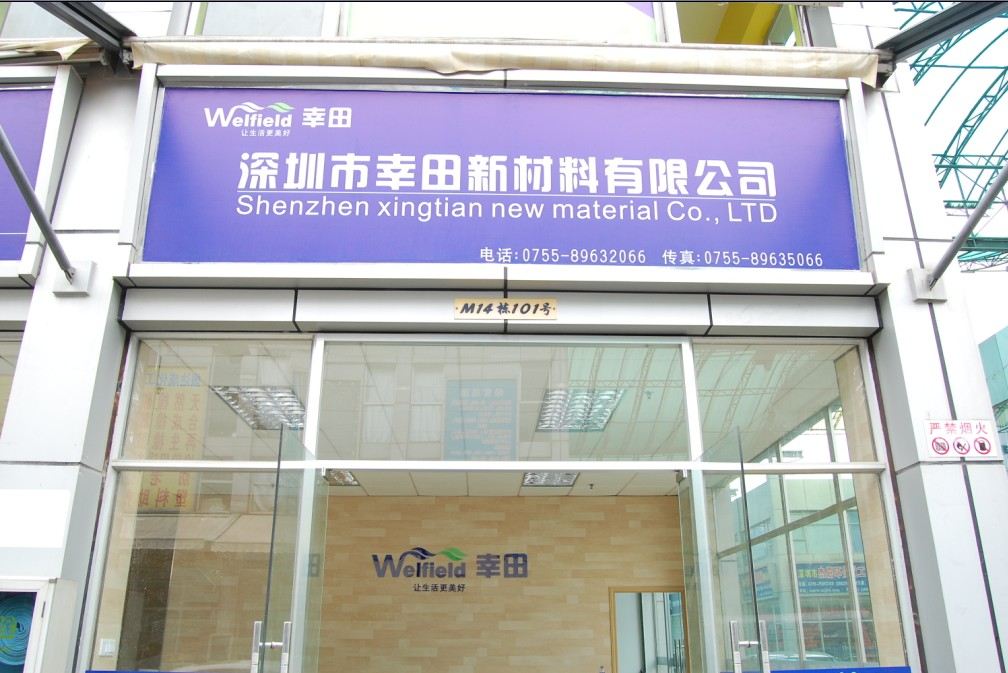 Welfield 幸田
让生活更美好
深圳市幸田新材料有限公司
Shenzhen xingtian new material Co., LTD
电话:0755-89632066 传真:0755-89635066
·M14栋101号·
严禁烟火
Welfield 幸田
让生活更美好